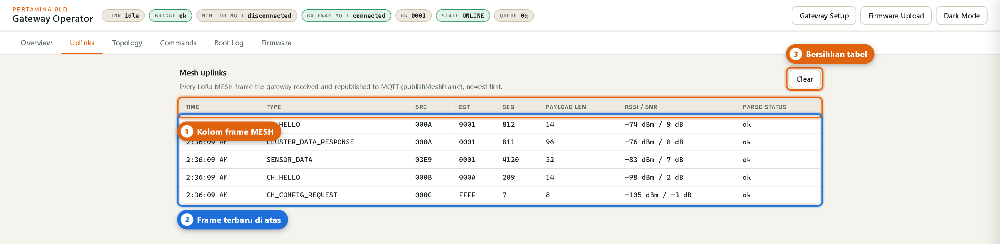 PERTAMINA GLD
Gateway Operator
LINK idle
BRIDGE ok
MONITOR MQTT disconnected
GATEWAY MQTT connected
GW 0001
STATE ONLINE
QUEUE 0q
Gateway Setup
Firmware Upload
Dark Mode
Overview Uplinks Topology Commands Boot Log Firmware
3 Bersihkan tabel
Mesh uplinks
Clear
Every LoRa MESH frame the gateway received and republished to MQTT (publishMeshFrame), newest first.
TIME TYPE SRC DST SEQ PAYLOAD LEN RSSI / SNR PARSE STATUS
_HELLO 000A 0001 812 14 -74 dBm / 9 dB ok
1 Kolom frame MESH
2:36:09 AM CLUSTER_DATA_RESPONSE 000A 0001 811 96 -76 dBm / 8 dB ok
2:36:09 AM SENSOR_DATA 03E9 0001 4120 32 -83 dBm / 7 dB ok
2:36:09 AM CH_HELLO 000B 000A 209 14 -98 dBm / 2 dB ok
2:36:09 AM CH_CONFIG_REQUEST 000C FFFF 7 8 -105 dBm / -3 dB ok
2 Frame terbaru di atas